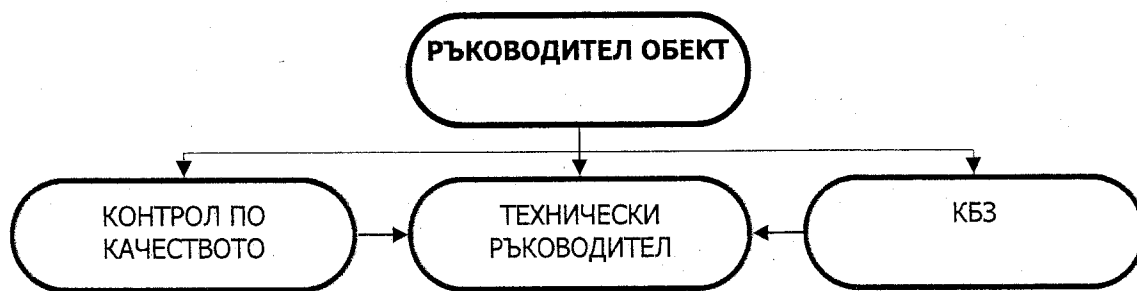 РЪКОВОДИТЕЛ ОБЕКТ
КОНТРОЛ ПО
КАЧЕСТВОТО
ТЕХНИЧЕСКИ
РЪКОВОДИТЕЛ
КБЗ